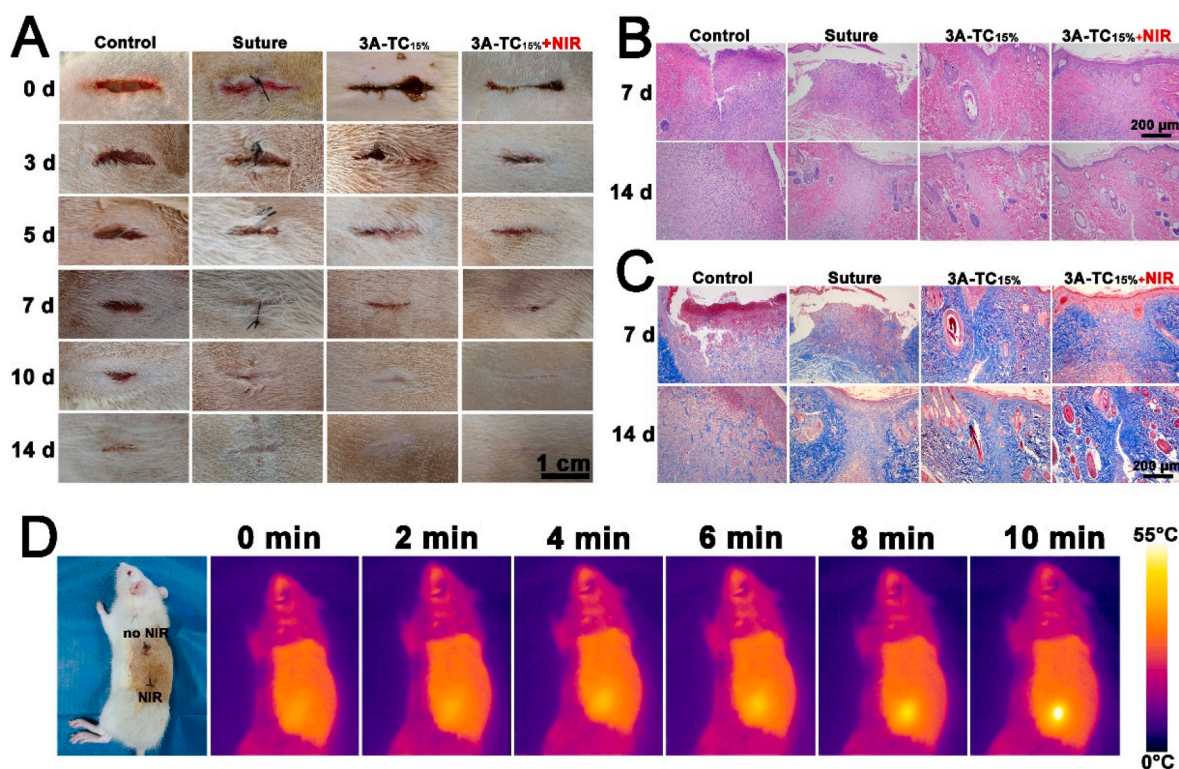 A
Control Suture 3A-TC15% 3A-TC15%+NIR
0 d
3 d
5 d
7 d
10 d
14 d
1 cm
B
Control Suture 3A-TC15% 3A-TC15%+NIR
7 d
200 μm
14 d
C
Control Suture 3A-TC15% 3A-TC15%+NIR
7 d
14 d
200 μm
D
0 min 2 min 4 min 6 min 8 min 10 min
55°C
no NIR
NIR
0°C